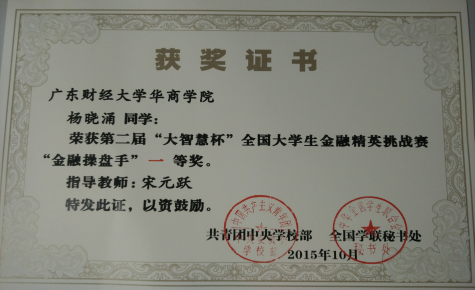 获奖证书
广东财经大学华商学院
杨晓涌 同学：
荣获第二届“大智慧杯”全国大学生金融精英挑战赛
“金融操盘手” 一 等奖。
指导教师：宋元跃
特发此证，以资鼓励。
共青团中央学校部 全国学联秘书处
2015年10月